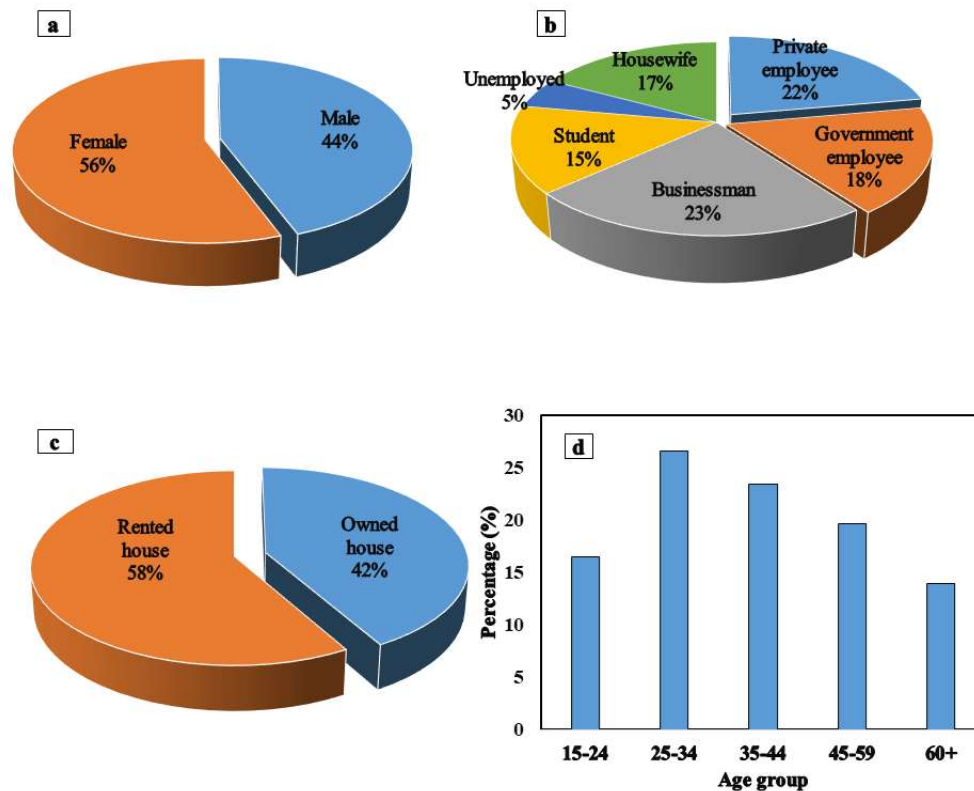 a
Female
56%
Male
44%
b
Housewife
17%
Private
employee
22%
Unemployed
5%
Student
15%
Government
employee
18%
Businessman
23%
c
Rented
house
58%
Owned
house
42%
d
Percentage (%)
30
25
20
15
10
5
0
15-24 25-34 35-44 45-59 60+
Age group